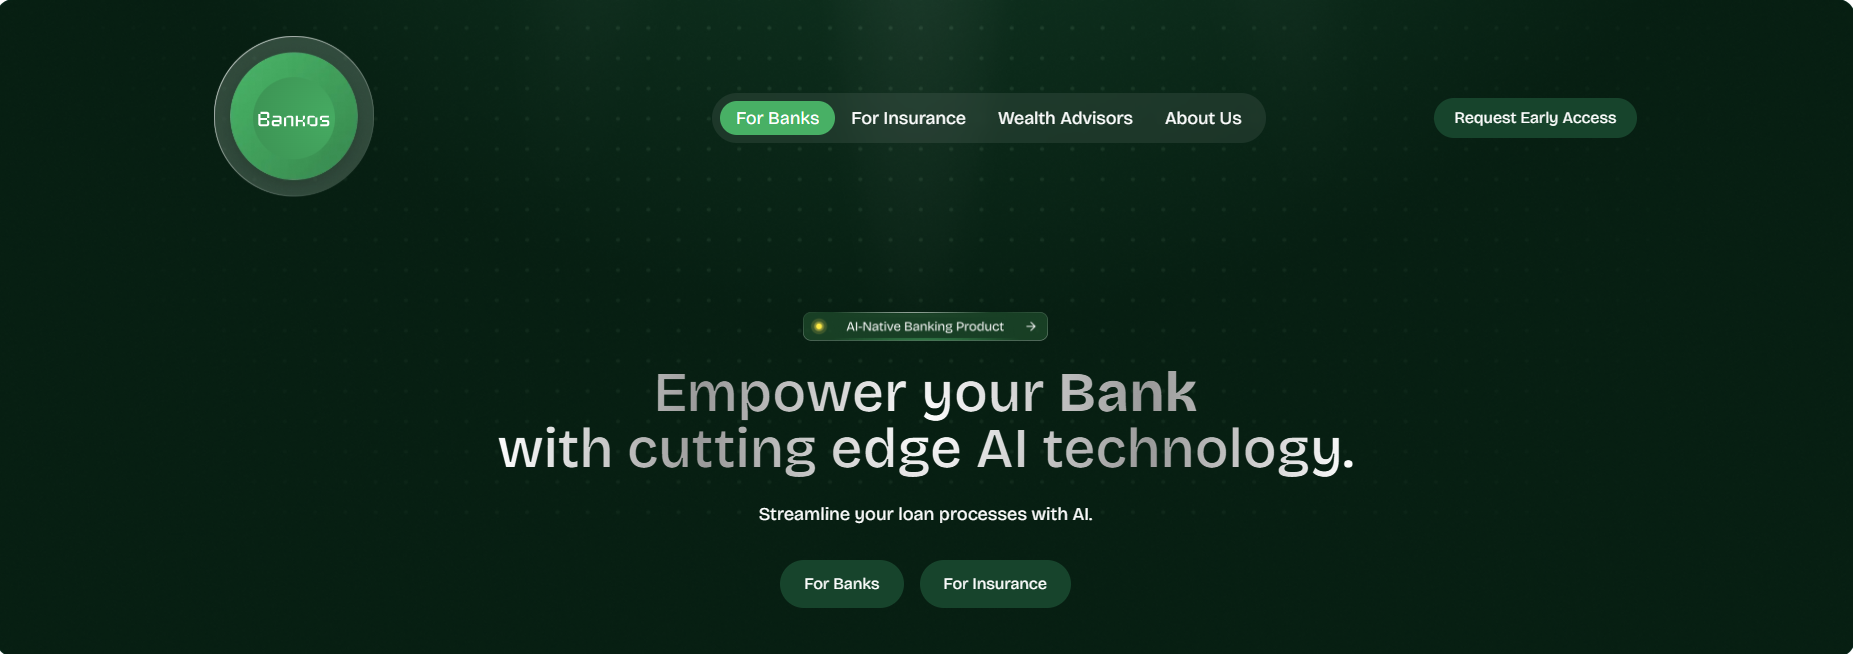 Bankos
For Banks
For Insurance
Wealth Advisors
About Us
Request Early Access
AI-Native Banking Product
Empower your Bank
with cutting edge AI technology.
Streamline your loan processes with AI.
For Banks
For Insurance